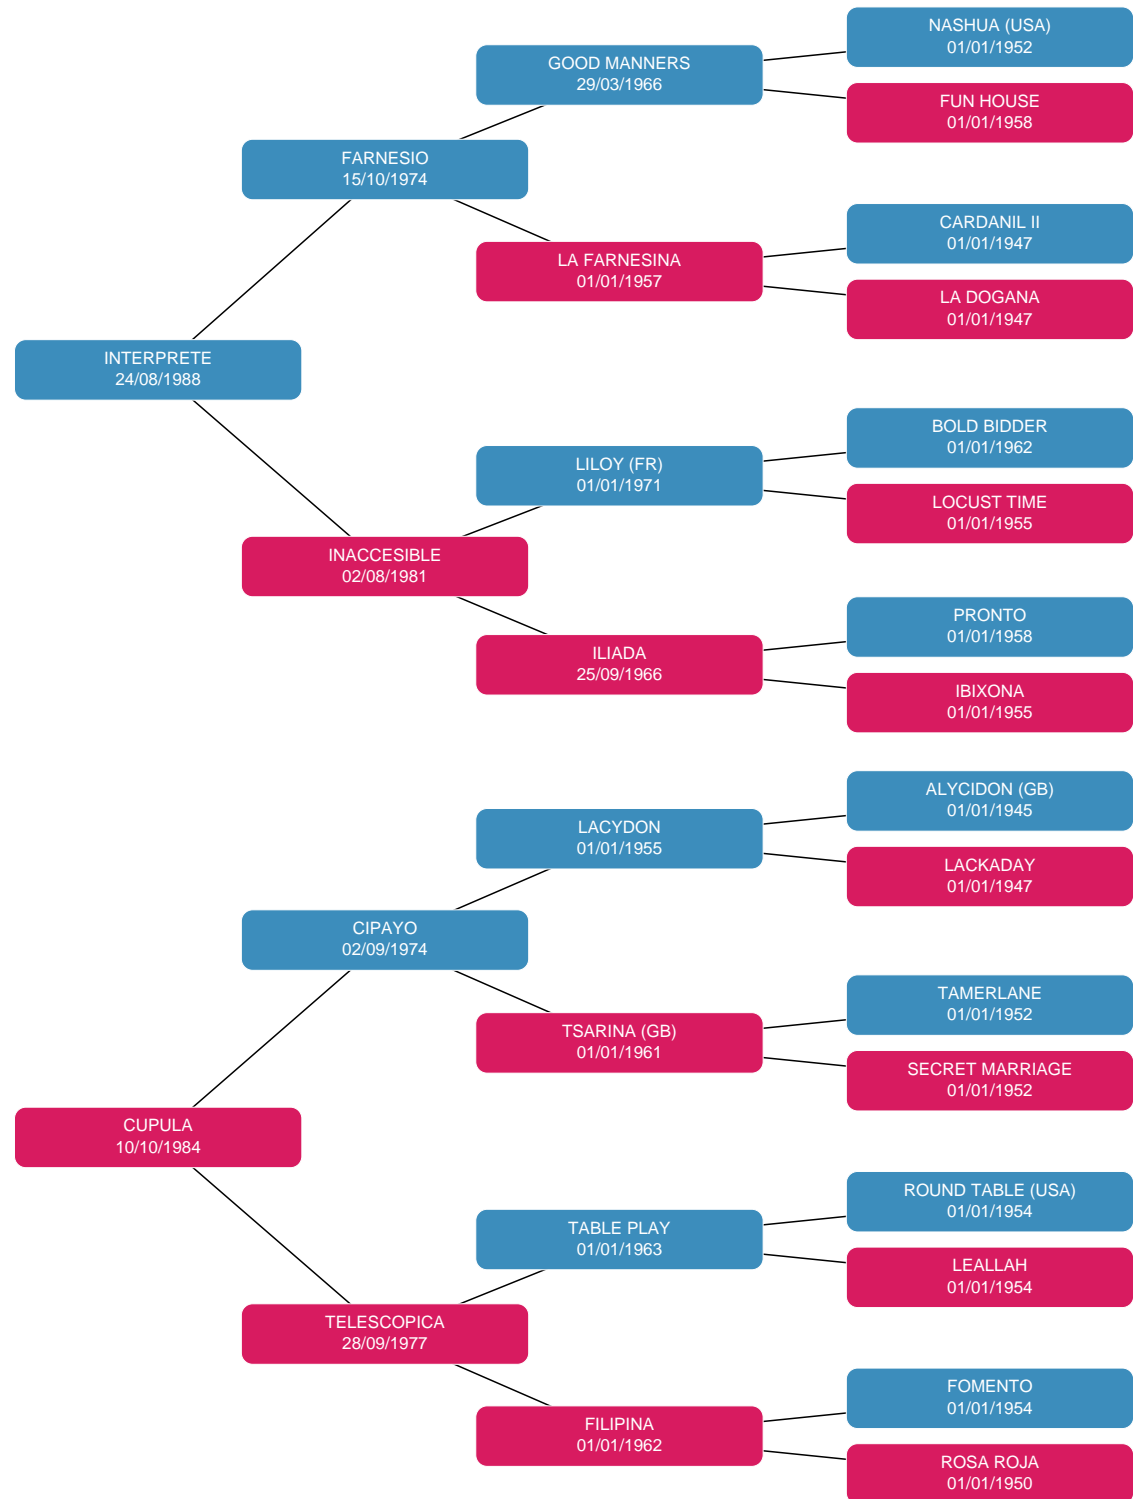 NASHUA (USA)
01/01/1952
GOOD MANNERS
29/03/1966
FUN HOUSE
01/01/1958
FARNESIO
15/10/1974
CARDANIL II
01/01/1947
LA FARNESINA
01/01/1957
LA DOGANA
01/01/1947
INTERPRETE
24/08/1988
BOLD BIDDER
01/01/1962
LILOY (FR)
01/01/1971
LOCUST TIME
01/01/1955
INACCESIBLE
02/08/1981
PRONTO
01/01/1958
ILIADA
25/09/1966
IBIXONA
01/01/1955
ALYCIDON (GB)
01/01/1945
LACYDON
01/01/1955
LACKADAY
01/01/1947
CIPAYO
02/09/1974
TAMERLANE
01/01/1952
TSARINA (GB)
01/01/1961
SECRET MARRIAGE
01/01/1952
CUPULA
10/10/1984
ROUND TABLE (USA)
01/01/1954
TABLE PLAY
01/01/1963
LEALLAH
01/01/1954
TELESCOPICA
28/09/1977
FOMENTO
01/01/1954
FILIPINA
01/01/1962
ROSA ROJA
01/01/1950